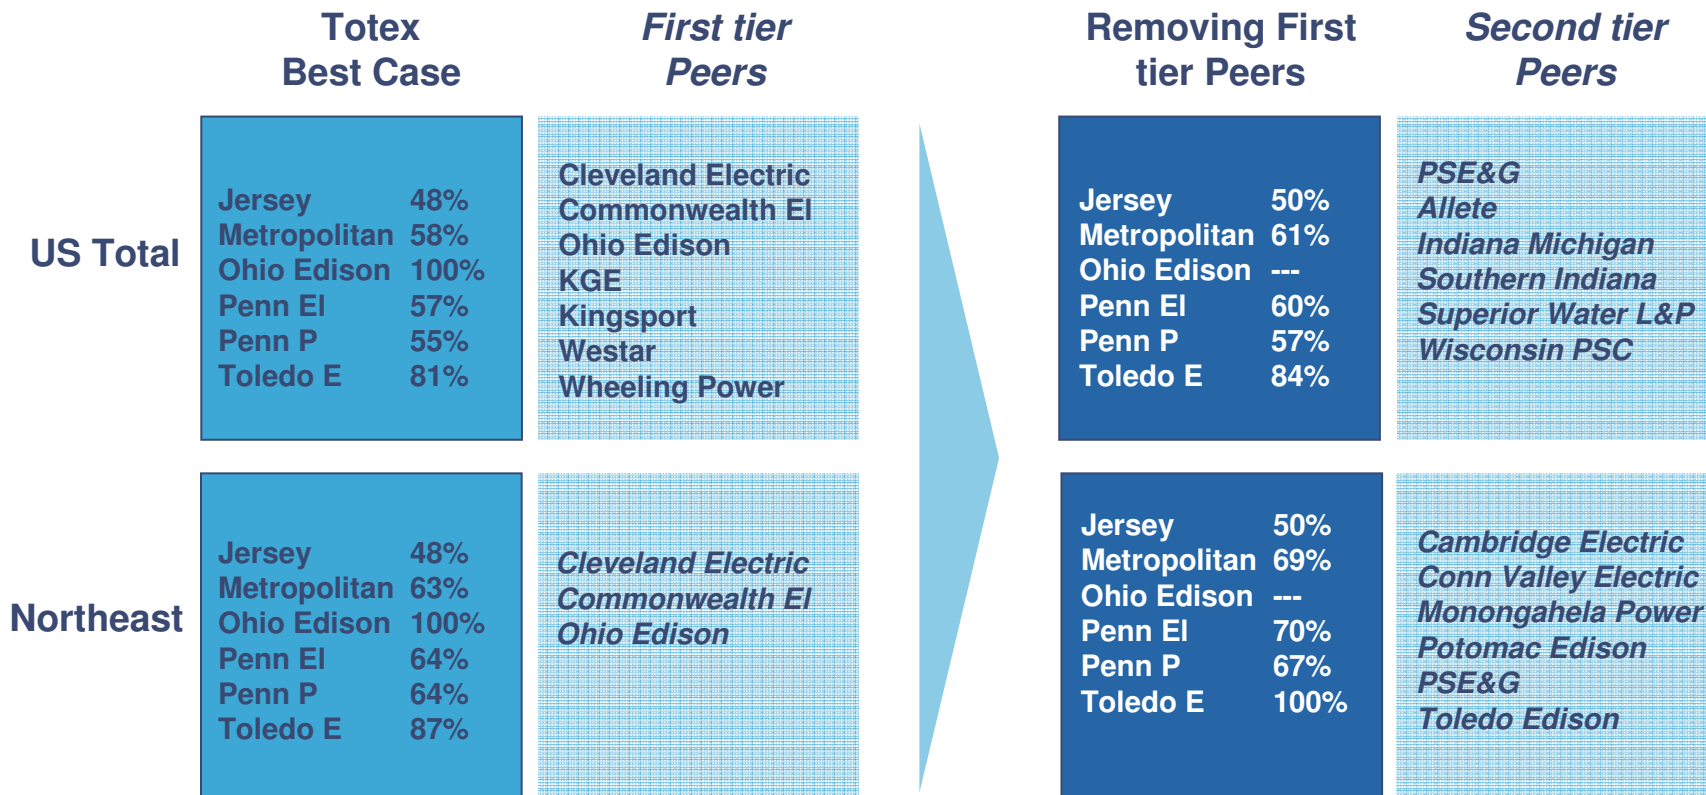 Totex
Best Case
First tier
Peers
Removing First
tier Peers
Second tier
Peers
US Total
Jersey 48%
Metropolitan 58%
Ohio Edison 100%
Penn El 57%
Penn P 55%
Toledo E 81%
Cleveland Electric
Commonwealth El
Ohio Edison
KGE
Kingsport
Westar
Wheeling Power
Jersey 50%
Metropolitan 61%
Ohio Edison ---
Penn El 60%
Penn P 57%
Toledo E 84%
PSE&G
Allete
Indiana Michigan
Southern Indiana
Superior Water L&P
Wisconsin PSC
Northeast
Jersey 48%
Metropolitan 63%
Ohio Edison 100%
Penn El 64%
Penn P 64%
Toledo E 87%
Cleveland Electric
Commonwealth El
Ohio Edison
Jersey 50%
Metropolitan 69%
Ohio Edison ---
Penn El 70%
Penn P 67%
Toledo E 100%
Cambridge Electric
Conn Valley Electric
Monongahela Power
Potomac Edison
PSE&G
Toledo Edison